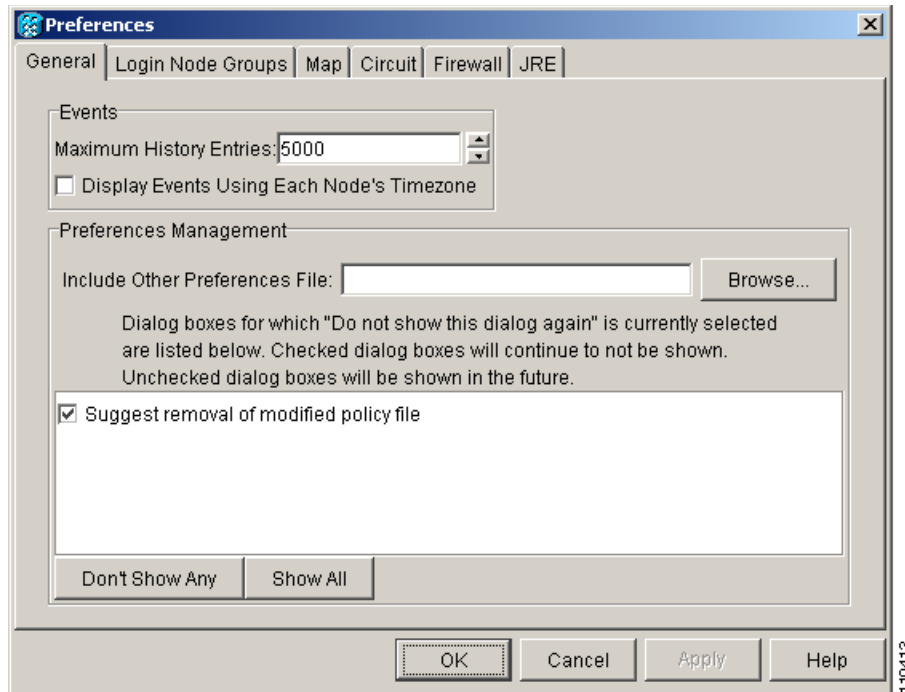 Preferences
General Login Node Groups Map Circuit Firewall JRE
Events
Maximum History Entries: 5000
Display Events Using Each Node's Timezone
Preferences Management
Include Other Preferences File: Browse...
Dialog boxes for which "Do not show this dialog again" is currently selected
are listed below. Checked dialog boxes will continue to not be shown.
Unchecked dialog boxes will be shown in the future.
Suggest removal of modified policy file
Don't Show Any Show All
OK Cancel Apply Help
110413